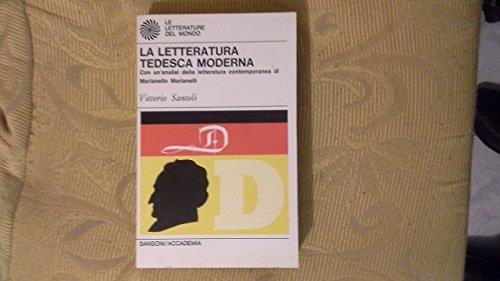 LE
LETTERATURE
DEL MONDO
LA LETTERATURA
TEDESCA MODERNA
Con un'analisi della letteratura contemporanea di
Marianello Marianelli
Vittorio Santoli
D
D
SANSONI/ACCADEMIA